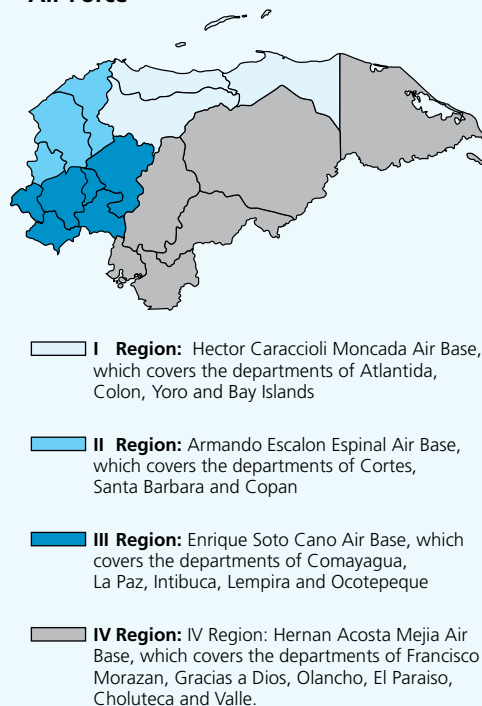 Air Force
I Region: Hector Caraccioli Moncada Air Base,
which covers the departments of Atlantida,
Colon, Yoro and Bay Islands
II Region: Armando Escalon Espinal Air Base,
which covers the departments of Cortes,
Santa Barbara and Copan
III Region: Enrique Soto Cano Air Base, which
covers the departments of Comayagua,
La Paz, Intibuca, Lempira and Ocotepeque
IV Region: IV Region: Hernan Acosta Mejia Air
Base, which covers the departments of Francisco
Morazan, Gracias a Dios, Olancho, El Paraiso,
Choluteca and Valle.